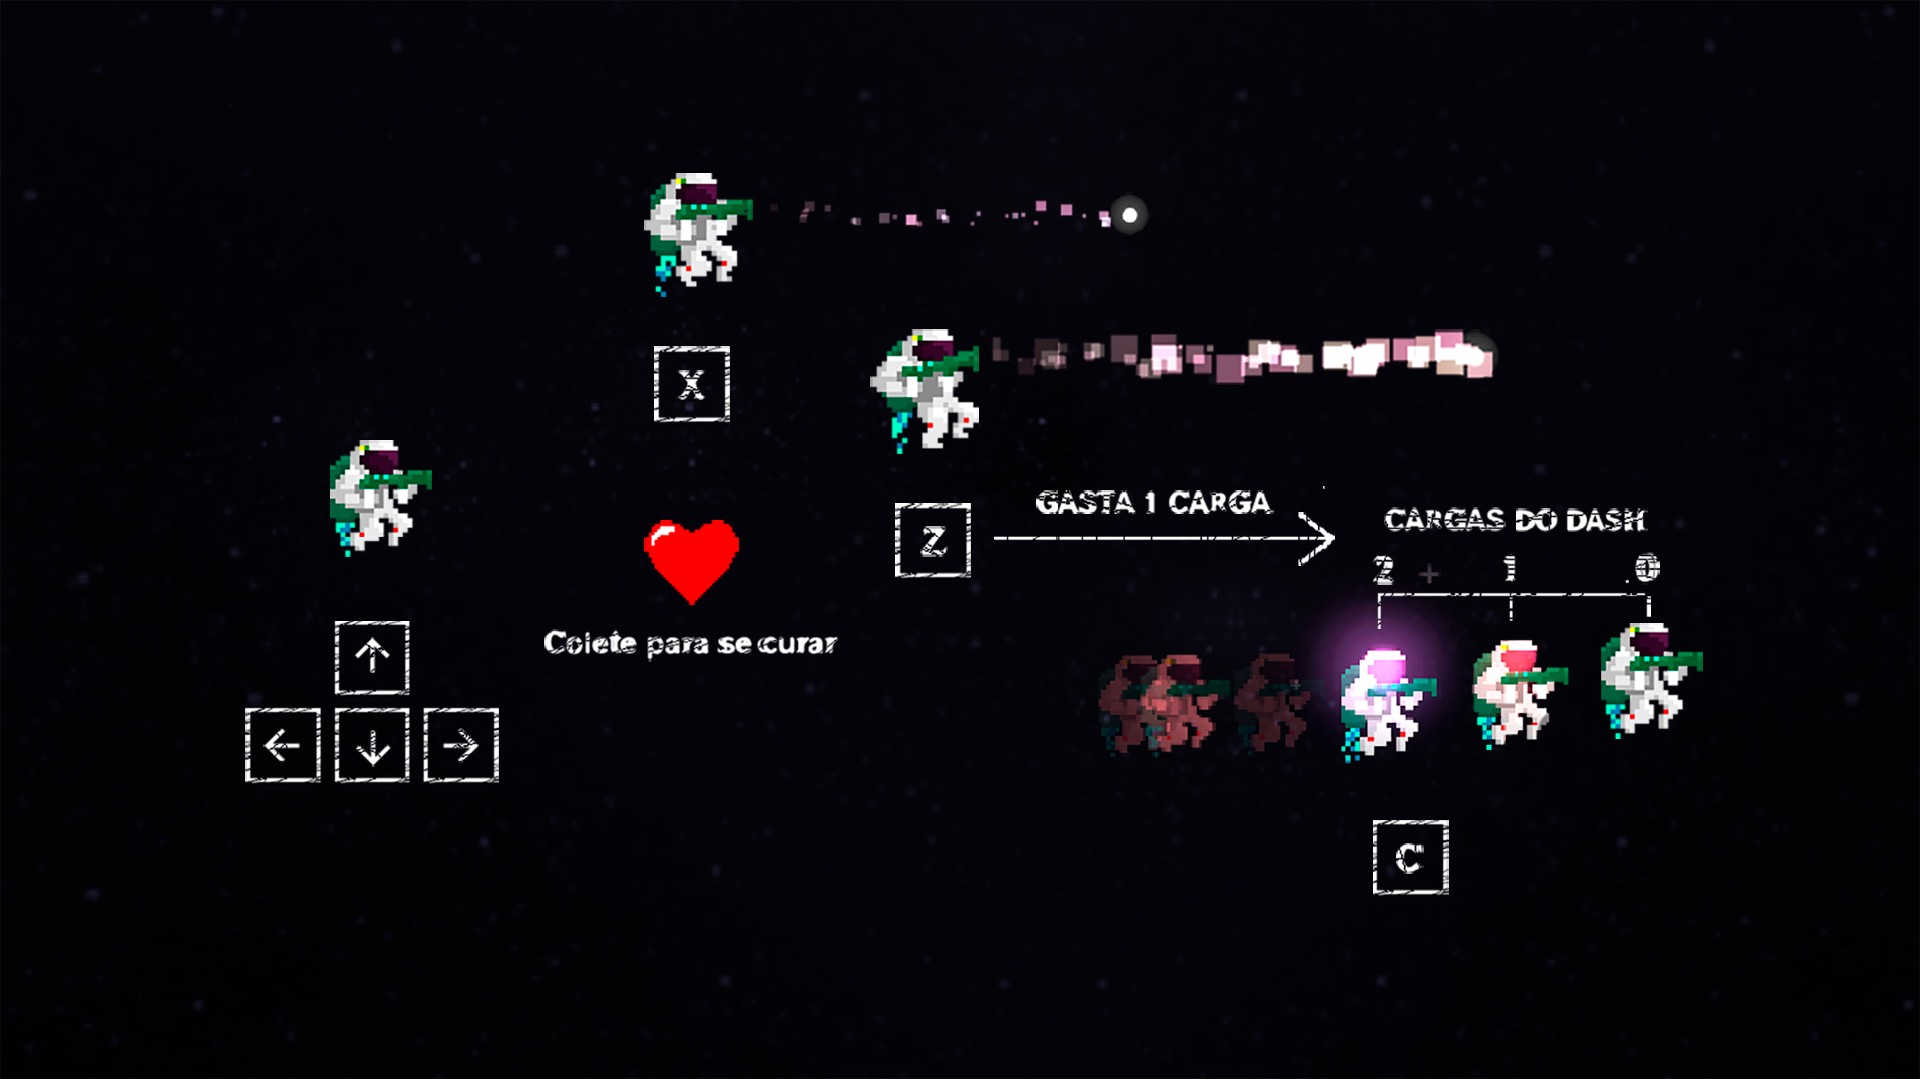 X
Z
GASTA 1 CARGA
CARGAS DO DASH
2 1 0
Colete para se curar
↑
← ↓ →
C